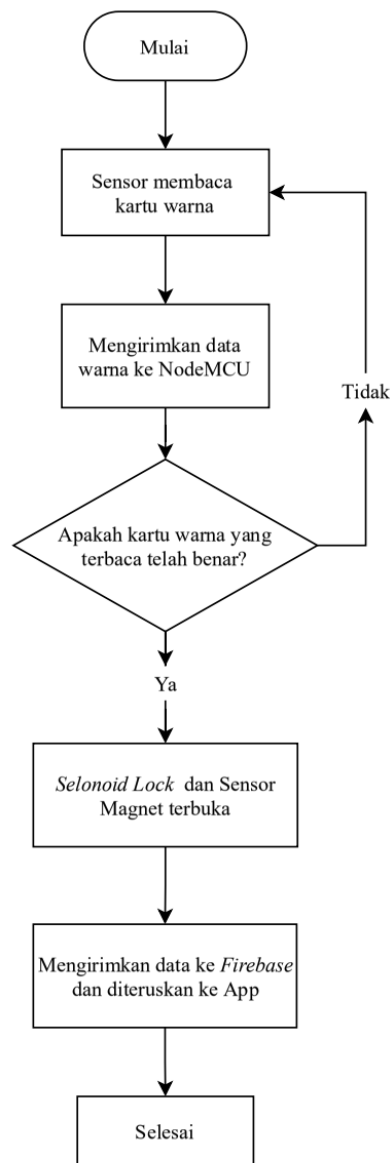 Mulai
Sensor membaca
kartu warna
Mengirimkan data
warna ke NodeMCU
Tidak
Apakah kartu warna yang
terbaca telah benar?
Ya
Selonoid Lock dan Sensor
Magnet terbuka
Mengirimkan data ke Firebase
dan diteruskan ke App
Selesai